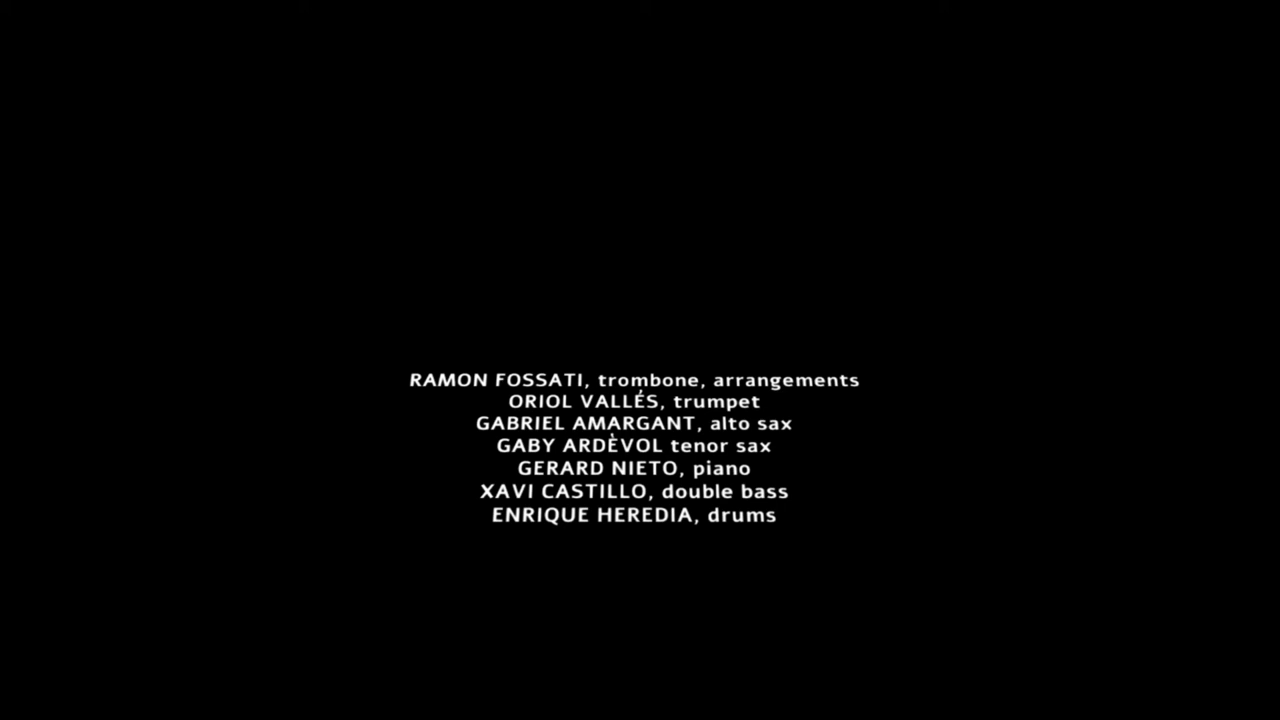 RAMON FOSSATI, trombone, arrangements
ORIOL VALLÉS, trumpet
GABRIEL AMARGANT, alto sax
GABY ARDÈVOL tenor sax
GERARD NIETO, piano
XAVI CASTILLO, double bass
ENRIQUE HEREDIA, drums